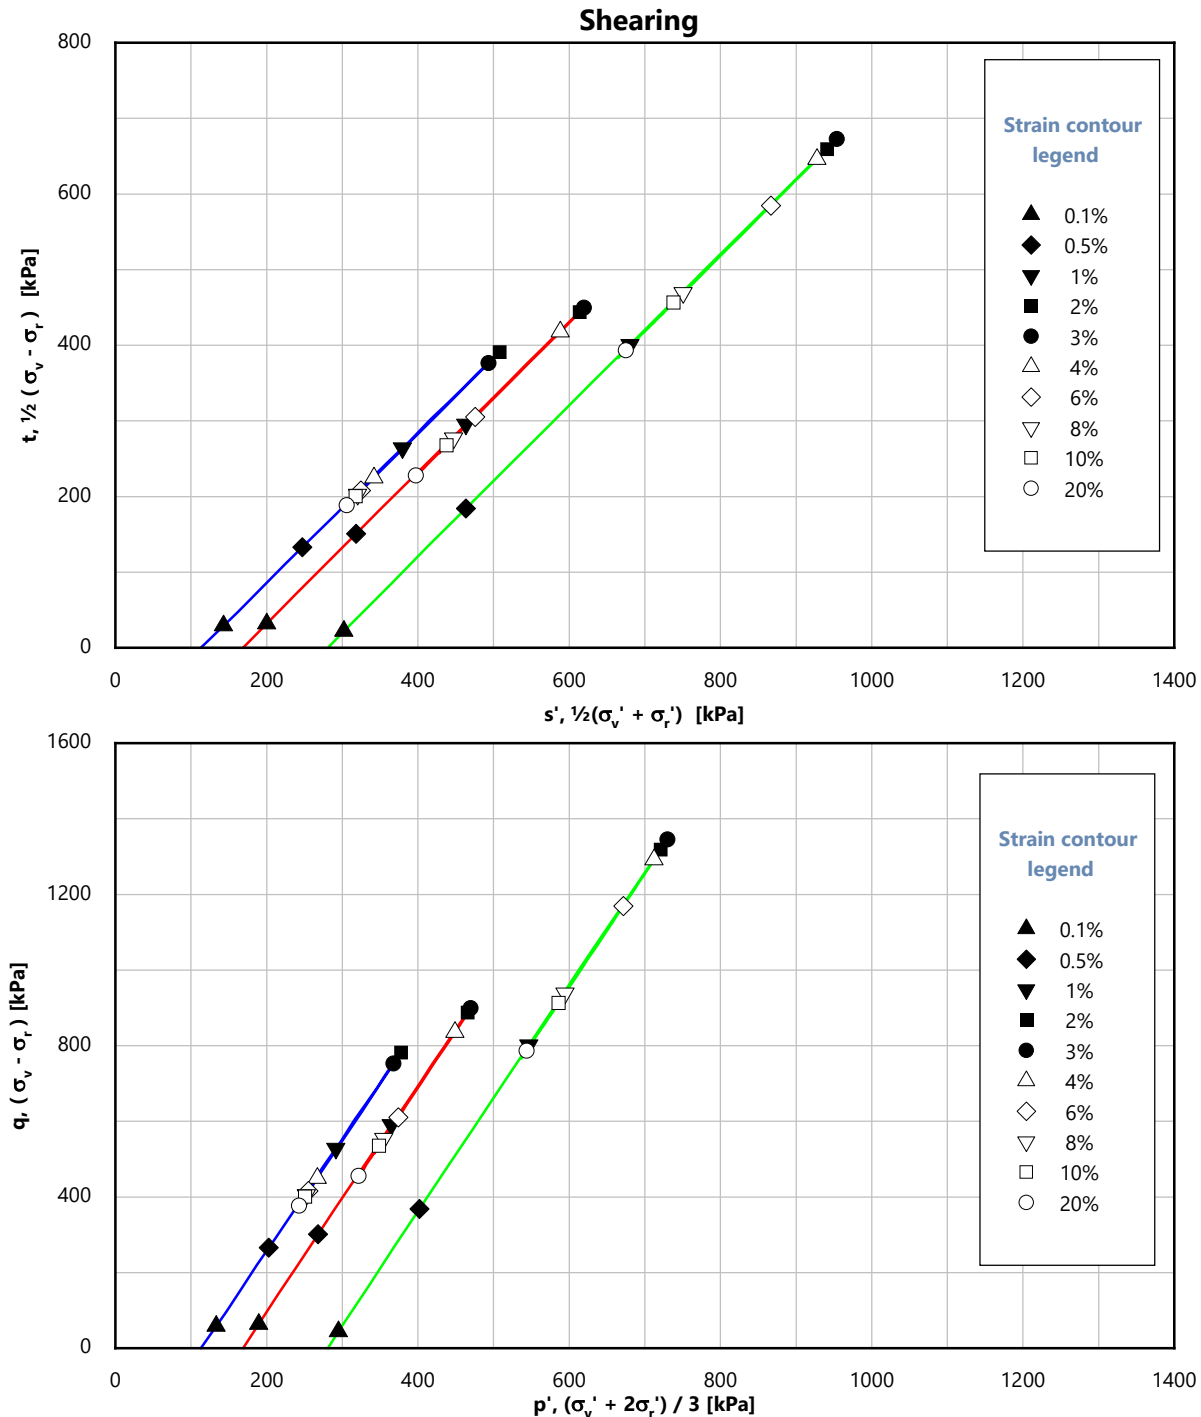 Shearing
800
600
400
200
0
t, ½ ( σv - σr )  [kPa]
Strain contour
legend
0.1%
0.5%
1%
2%
3%
4%
6%
8%
10%
20%
0 200 400 600 800 1000 1200 1400
s', ½(σv' + σr')  [kPa]
1600
1200
800
400
0
q, ( σv - σr ) [kPa]
Strain contour
legend
0.1%
0.5%
1%
2%
3%
4%
6%
8%
10%
20%
0 200 400 600 800 1000 1200 1400
p', (σv' + 2σr') / 3 [kPa]